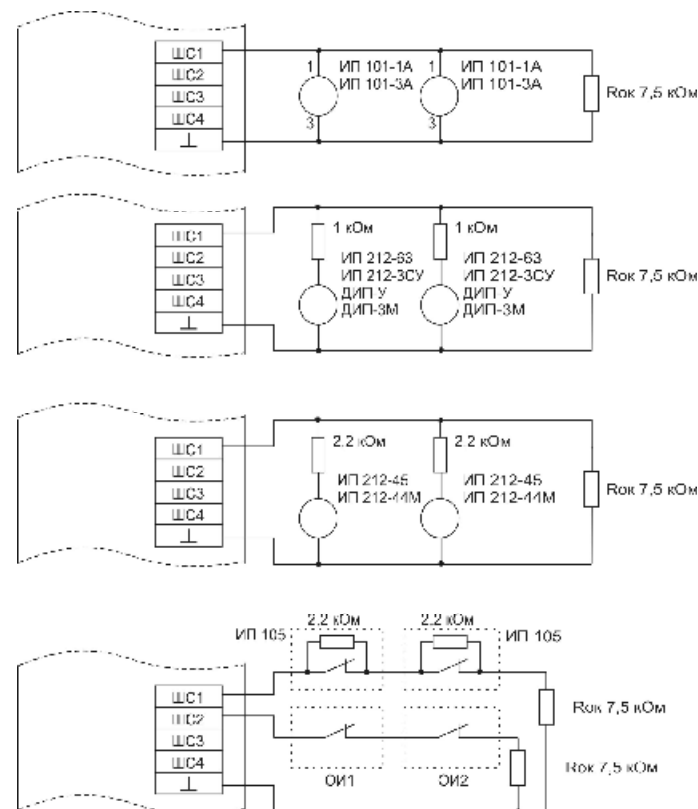 ШС1
ШС2
ШС3
ШС4
⊥
1 ИП 101-1А 1 ИП 101-1А
ИП 101-3А ИП 101-3А
3 3
Rок 7,5 кОм
ШС1
ШС2
ШС3
ШС4
⊥
1 кОм 1 кОм
ИП 212-63 ИП 212-63
ИП 212-3СУ ИП 212-3СУ
ДИП-У ДИП-У
ДИП-3М ДИП-3М
Rок 7,5 кОм
ШС1
ШС2
ШС3
ШС4
⊥
2.2 кОм 2.2 кОм
ИП 212-45 ИП 212-45
ИП 212-44М ИП 212-44М
Rок 7,5 кОм
2.2 кОм 2.2 кОм
ИП 105 ИП 105
ШС1
ШС2
ШС3
ШС4
⊥
Rок 7,5 кОм
Rок 7,5 кОм
ОИ1 ОИ2